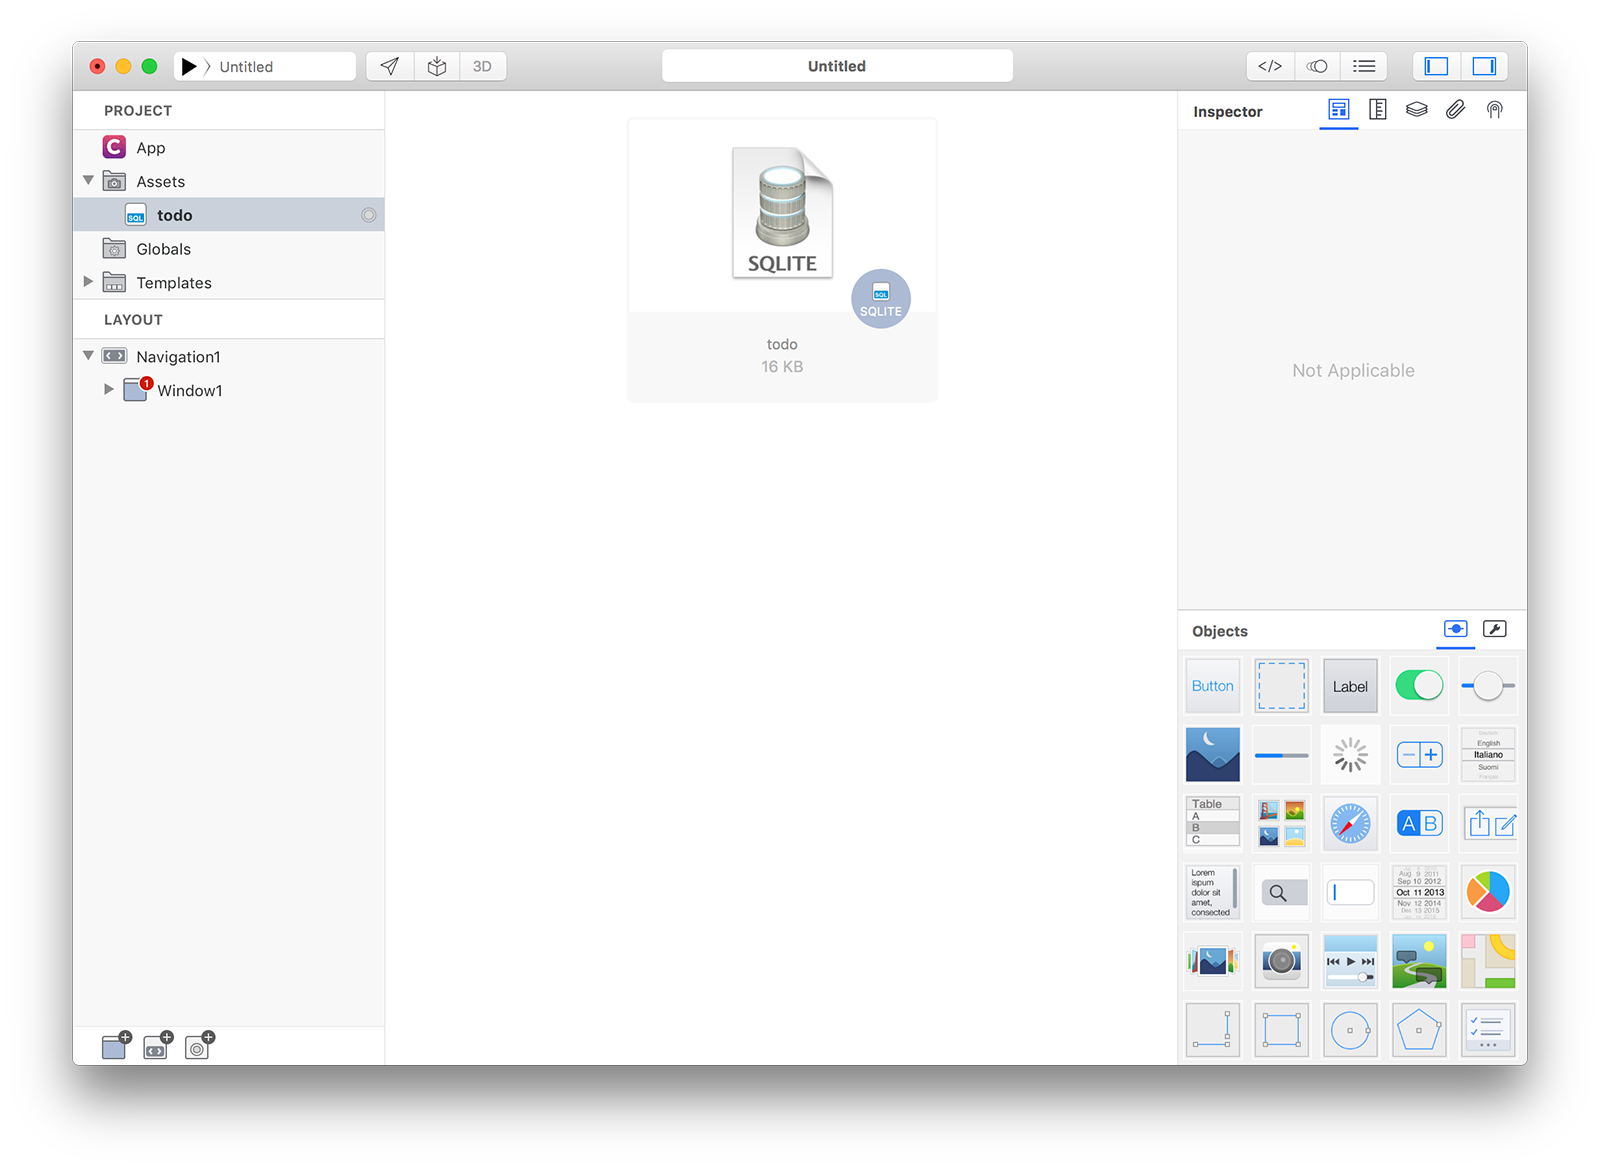 Untitled
3D
Untitled
</>
PROJECT
C App
Assets
SQL todo
Globals
Templates
LAYOUT
Navigation1
1 Window1
SQLITE
SQL
SQLITE
todo
16 KB
Inspector
Not Applicable
Objects
Button
Label
Deutsch
English
Italiano
Suomi
Français
Table
A
B
C
A B
Lorem
ispum
dolor sit
amet,
consected
Aug 9 2011
Sep 10 2012
Oct 11 2013
Nov 12 2014
Dec 13 2015